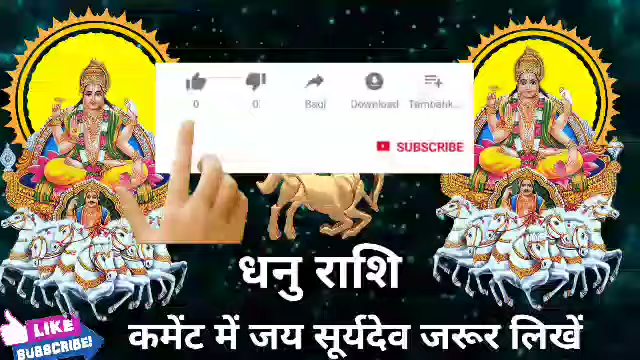 0 0 Bagi Download Tambahk...
SUBSCRIBE
धनु राशि
LIKE
SUBSCRIBE!
कमेंट में जय सूर्यदेव जरूर लिखें